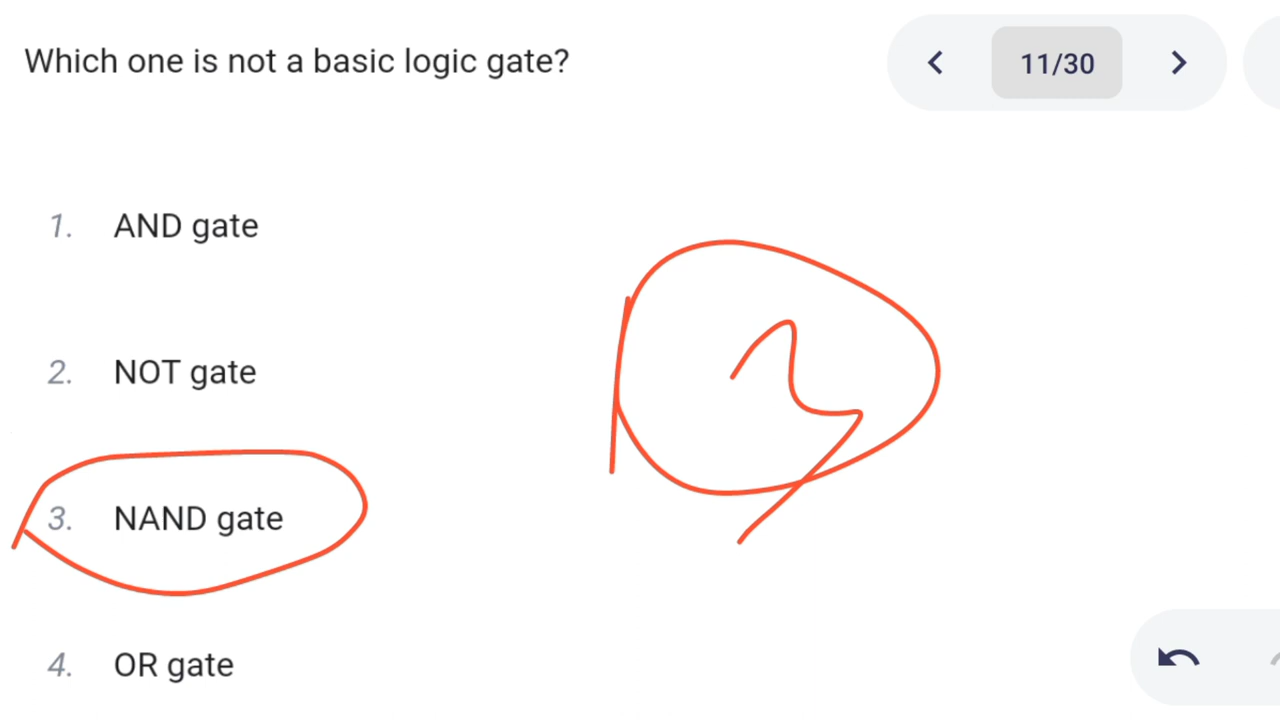 Which one is not a basic logic gate?
11/30
1. AND gate
2. NOT gate
3. NAND gate
3
4. OR gate